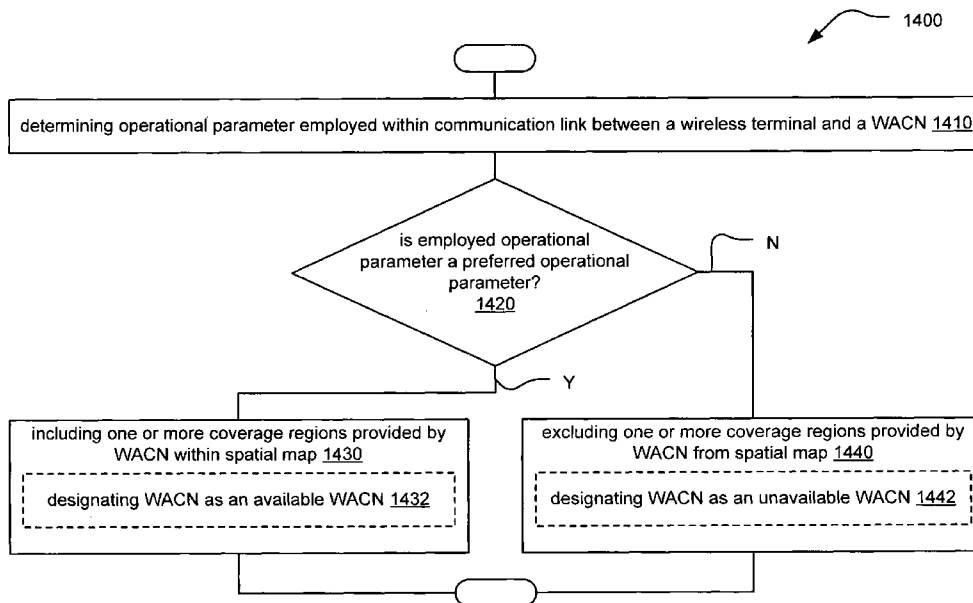 1400
determining operational parameter employed within communication link between a wireless terminal and a WACN 1410
is employed operational
parameter a preferred operational
parameter?
1420
N
Y
including one or more coverage regions provided by
WACN within spatial map 1430
designating WACN as an available WACN 1432
excluding one or more coverage regions provided by
WACN from spatial map 1440
designating WACN as an unavailable WACN 1442